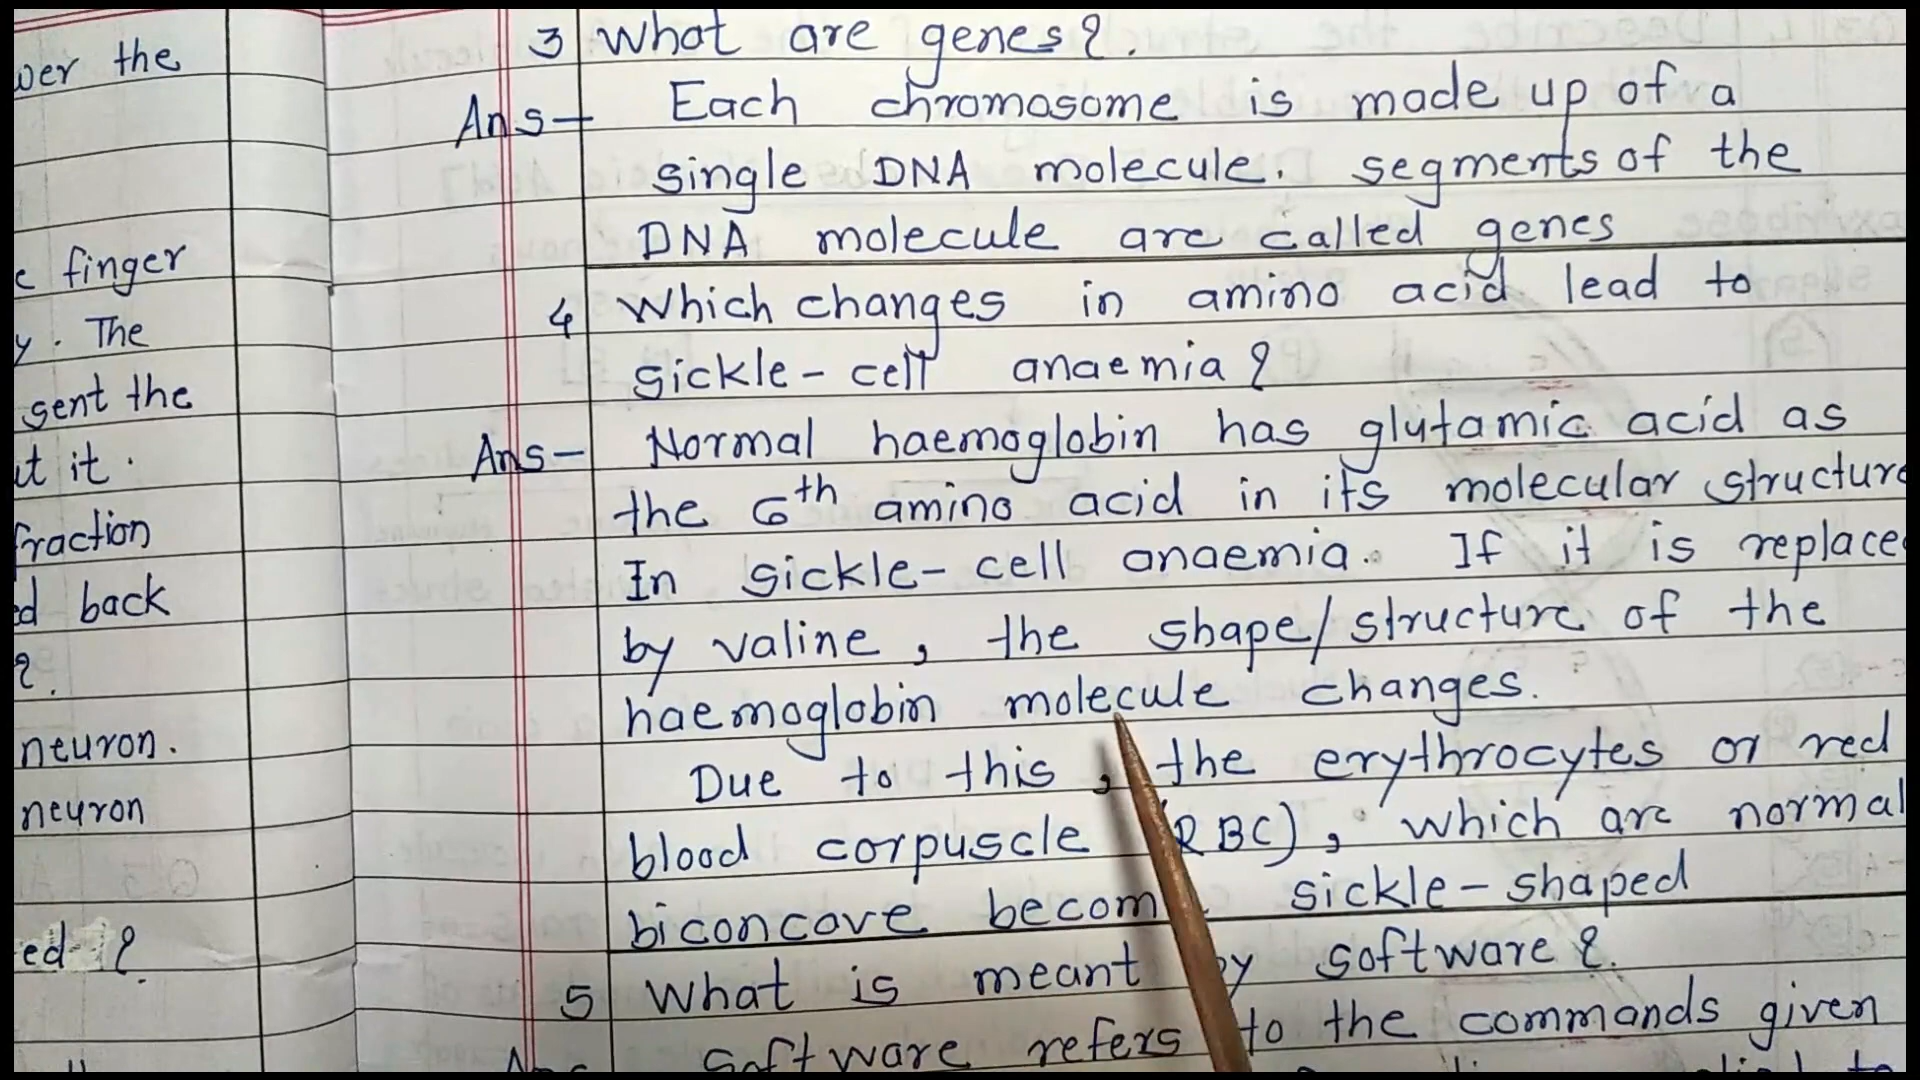 wer the
e finger
y. The
sent the
ut it.
fraction
ed back
?.
neuron.
neuron
ed ?.
3 What are genes?.
Ans- Each chromosome is made up of a
single DNA molecule. segments of the
DNA molecule are called genes
4 Which changes in amino acid lead to
sickle-cell anaemia?
Ans- Normal haemoglobin has glutamic acid as
the 6th amino acid in its molecular structure
In sickle-cell anaemia. If it is replace
by valine, the shape/structure of the
haemoglobin molecule changes.
Due to this, the erythrocytes or red
blood corpuscle (RBC), which are normal
biconcave becom sickle-shaped
5 What is meant by software?.
software refers to the commands given